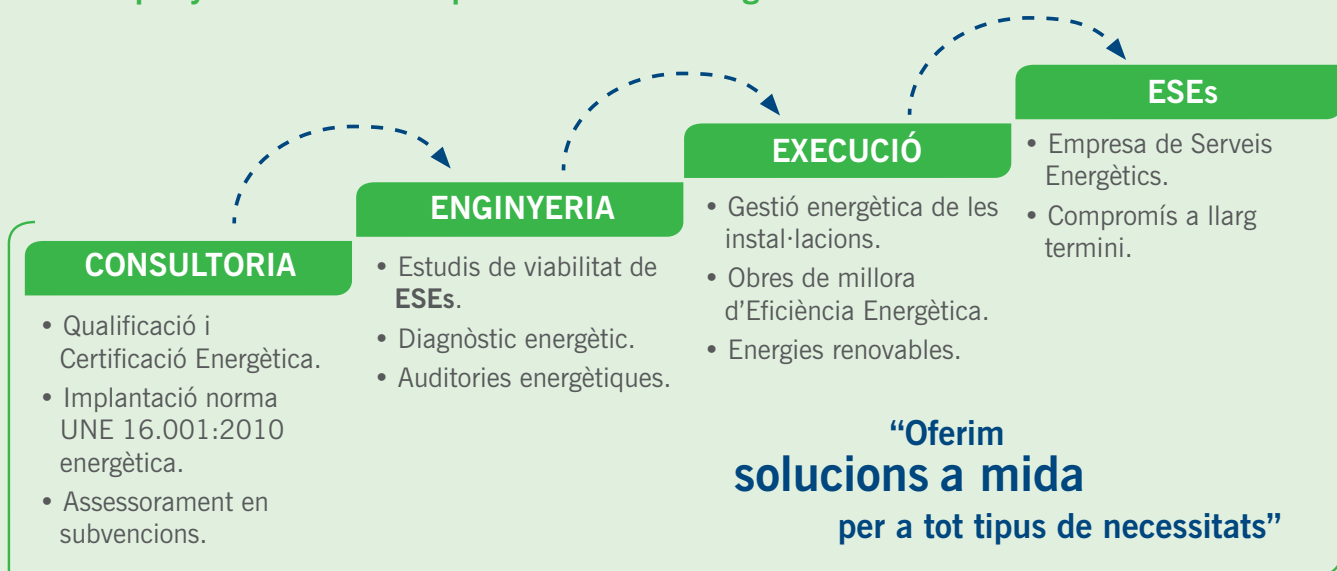 CONSULTORIA
• Qualificació i
Certificació Energètica.
• Implantació norma
UNE 16.001:2010
energètica.
• Assessorament en
subvencions.
ENGINYERIA
• Estudis de viabilitat de
ESEs.
• Diagnòstic energètic.
• Auditories energètiques.
EXECUCIÓ
• Gestió energètica de les
instal·lacions.
• Obres de millora
d’Eficiència Energètica.
• Energies renovables.
ESEs
• Empresa de Serveis
Energètics.
• Compromís a llarg
termini.
“Oferim
solucions a mida
per a tot tipus de necessitats”